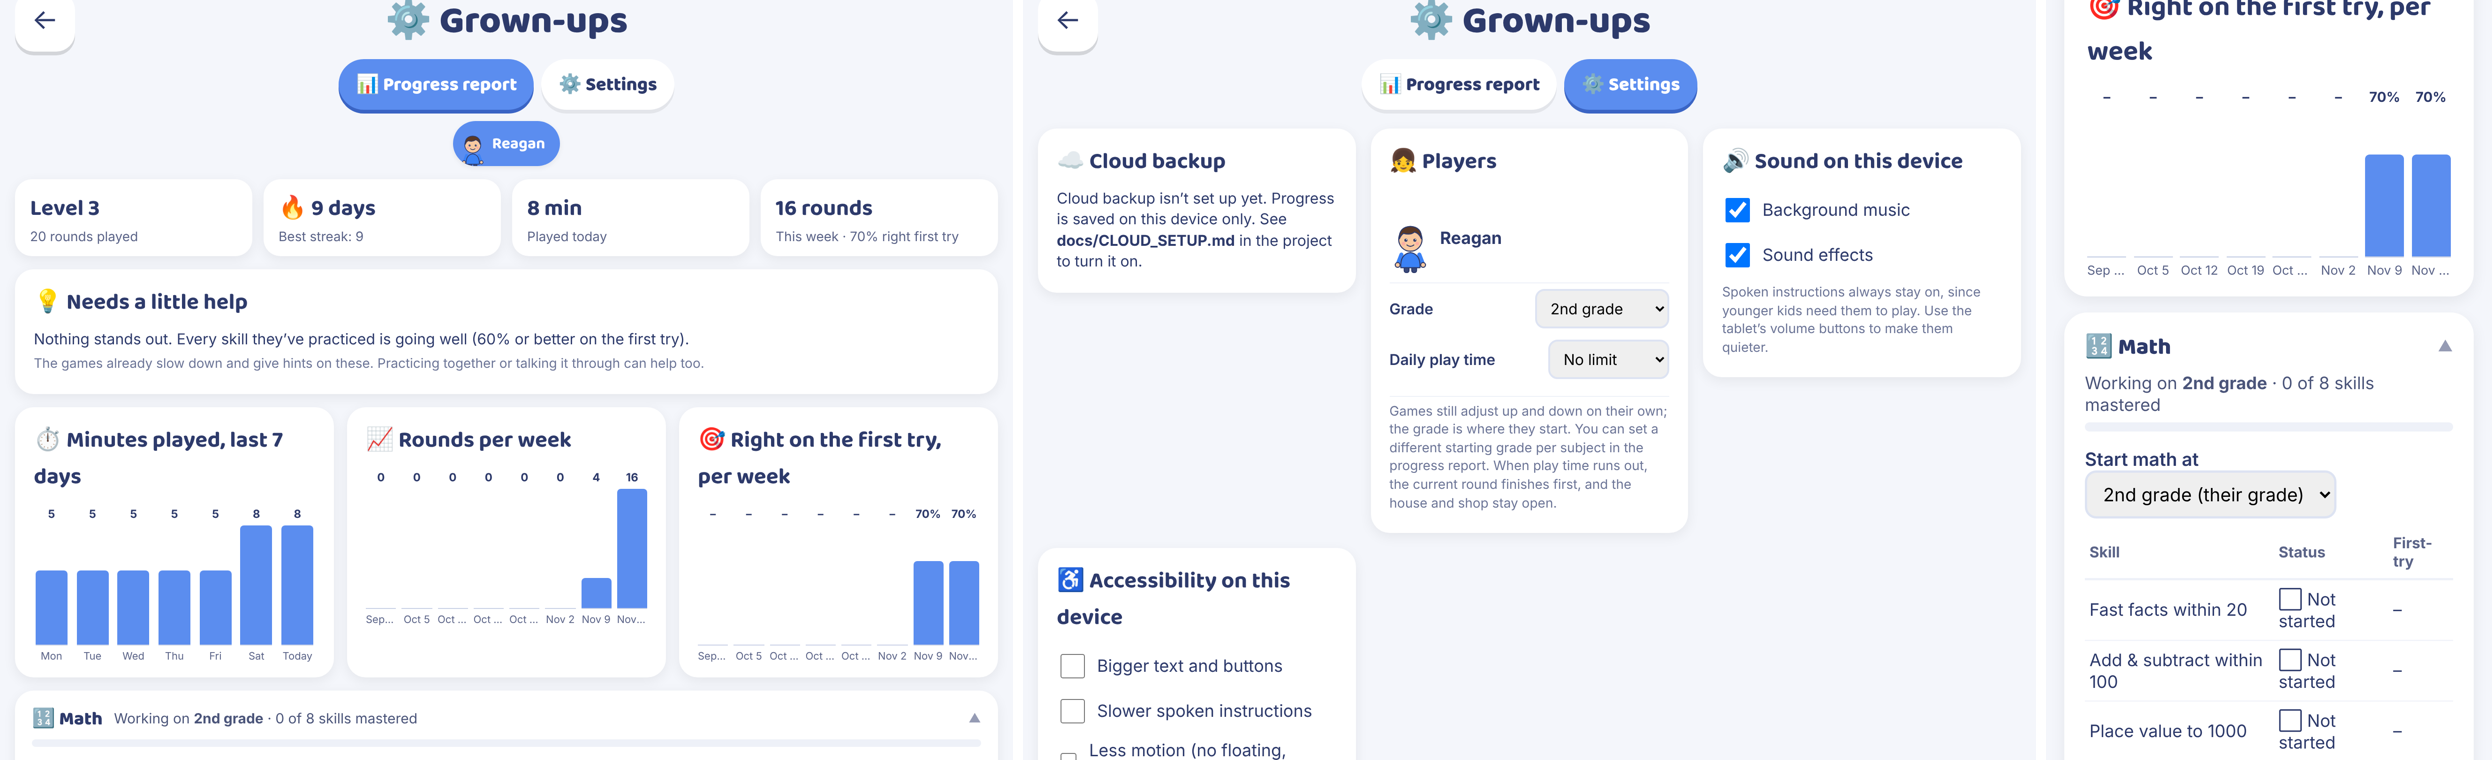 Grown-ups
Progress report
Settings
Reagan
Level 3
20 rounds played
9 days
Best streak: 9
8 min
Played today
16 rounds
This week · 70% right first try
Needs a little help
Nothing stands out. Every skill they’ve practiced is going well (60% or better on the first try).
The games already slow down and give hints on these. Practicing together or talking it through can help too.
Minutes played, last 7
days
5 5 5 5 5 8 8
Mon Tue Wed Thu Fri Sat Today
Rounds per week
0 0 0 0 0 0 4 16
Sep... Oct 5 Oct ... Oct ... Oct ... Nov 2 Nov 9 Nov...
Right on the first try,
per week
– – – – – – 70% 70%
Sep... Oct 5 Oct ... Oct ... Oct ... Nov 2 Nov 9 Nov...
Math Working on 2nd grade · 0 of 8 skills mastered
Grown-ups
Progress report
Settings
Cloud backup
Cloud backup isn’t set up yet. Progress
is saved on this device only. See
docs/CLOUD_SETUP.md in the project
to turn it on.
Players
Reagan
Grade
2nd grade
Daily play time
No limit
Games still adjust up and down on their own;
the grade is where they start. You can set a
different starting grade per subject in the
progress report. When play time runs out,
the current round finishes first, and the
house and shop stay open.
Sound on this device
Background music
Sound effects
Spoken instructions always stay on, since
younger kids need them to play. Use the
tablet’s volume buttons to make them
quieter.
Accessibility on this
device
Bigger text and buttons
Slower spoken instructions
Less motion (no floating,
Right on the first try, per
week
– – – – – – 70% 70%
Sep ... Oct 5 Oct 12 Oct 19 Oct ... Nov 2 Nov 9 Nov ...
Math
Working on 2nd grade · 0 of 8 skills
mastered
Start math at
2nd grade (their grade)
Skill Status First-
try
Fast facts within 20 Not
started –
Add & subtract within
100 Not
started –
Place value to 1000 Not
started –